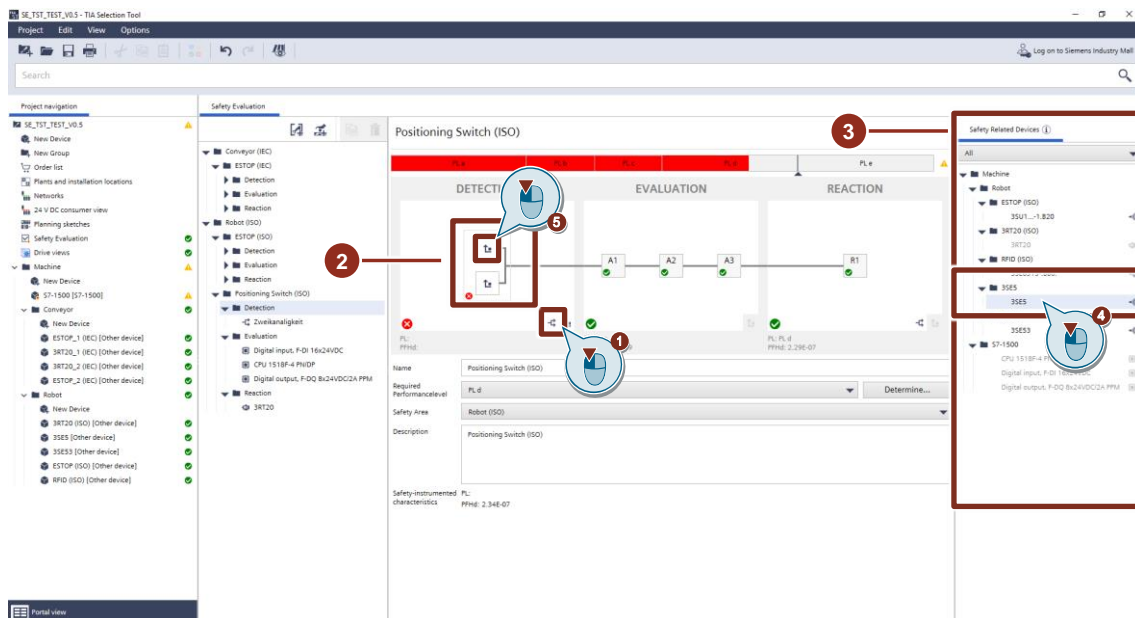 SE_TST_TEST_V0.5 - TIA Selection Tool
Project Edit View Options
Log on to Siemens Industry Mall
Search
Project navigation
SE_TST_TEST_V0.5
New Device
New Group
Order list
Plants and installation locations
Networks
24 V DC consumer view
Planning sketches
Safety Evaluation
Drive views
Machine
New Device
S7-1500 [S7-1500]
Conveyor
New Device
ESTOP_1 (IEC) [Other device]
3RT20_1 (IEC) [Other device]
3RT20_2 (IEC) [Other device]
ESTOP_2 (IEC) [Other device]
Robot
New Device
3RT20 (ISO) [Other device]
3SE5 [Other device]
3SE53 [Other device]
ESTOP (ISO) [Other device]
RFID (ISO) [Other device]
Portal view
Safety Evaluation
Conveyor (IEC)
ESTOP (IEC)
Detection
Evaluation
Reaction
Robot (ISO)
ESTOP (ISO)
Detection
Evaluation
Reaction
Positioning Switch (ISO)
Detection
Zweikanaligkeit
Evaluation
Digital input, F-DI 16x24VDC
CPU 1518F-4 PN/DP
Digital output, F-DQ 8x24VDC/2A PPM
Reaction
3RT20
Positioning Switch (ISO)
PL a PL b PL c PL d PL e
EVALUATION REACTION
A1 A2 A3 R1
PL:
PFHd:
PL: PL d
PFHd: 2.29E-07
Name Positioning Switch (ISO)
Required
Performancelevel
PL d
Determine...
Safety Area Robot (ISO)
Description Positioning Switch (ISO)
Safety-instrumented
characteristics
PL:
PFHd: 2.34E-07
1
2
3
4
5
Safety Related Devices
All
Machine
Robot
ESTOP (ISO)
3SU1...-1.B20
3RT20 (ISO)
3RT20
RFID (ISO)
3SE5
3SE5
3SE53
S7-1500
CPU 1518F-4
Digital input, F-DI
Digital output, F-DQ 8x24VDC/2A PPM